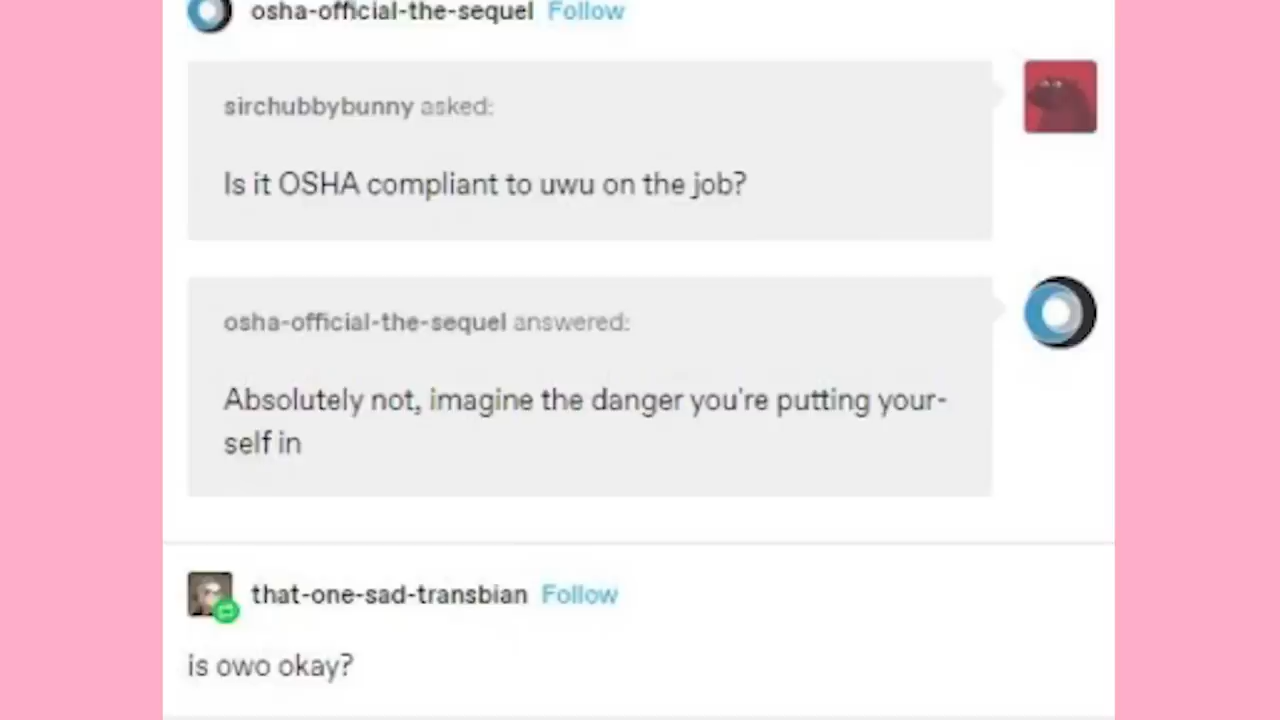 osha-official-the-sequel Follow
sirchubbybunny asked:
Is it OSHA compliant to uwu on the job?
osha-official-the-sequel answered:
Absolutely not, imagine the danger you're putting your-
self in
that-one-sad-transbian Follow
is owo okay?